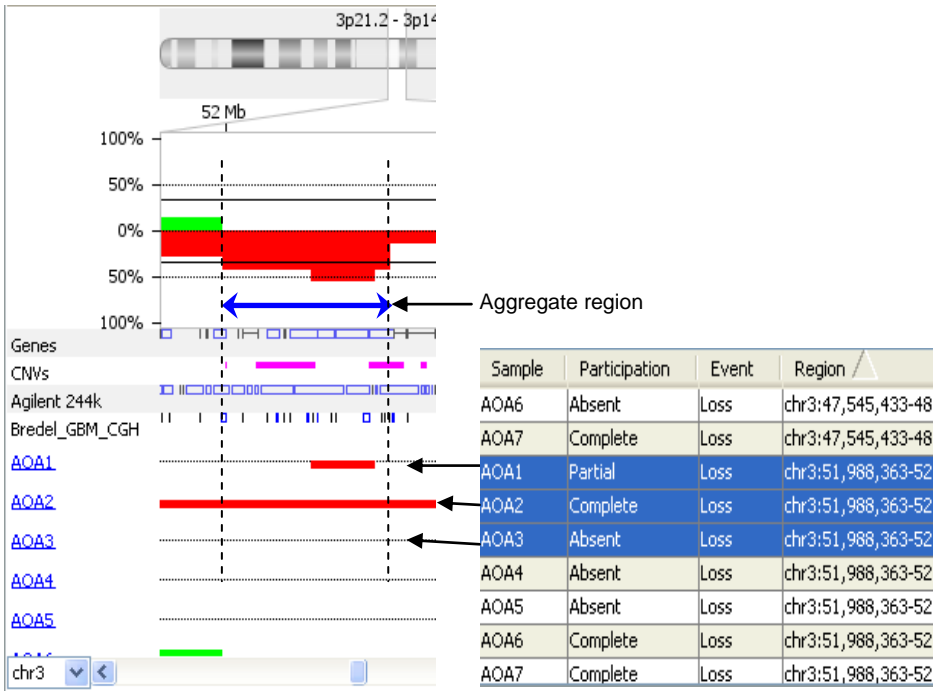 3p21.2 - 3p14
52 Mb
100%
50%
0%
50%
100%
Aggregate region
Genes
CNVs
Agilent 244k
Bredel_GBM_CGH
AOA1
AOA2
AOA3
AOA4
AOA5
chr3
Sample Participation Event Region
AOA6 Absent Loss chr3:47,545,433-48
AOA7 Complete Loss chr3:47,545,433-48
AOA1 Partial Loss chr3:51,988,363-52
AOA2 Complete Loss chr3:51,988,363-52
AOA3 Absent Loss chr3:51,988,363-52
AOA4 Absent Loss chr3:51,988,363-52
AOA5 Absent Loss chr3:51,988,363-52
AOA6 Complete Loss chr3:51,988,363-52
AOA7 Complete Loss chr3:51,988,363-52